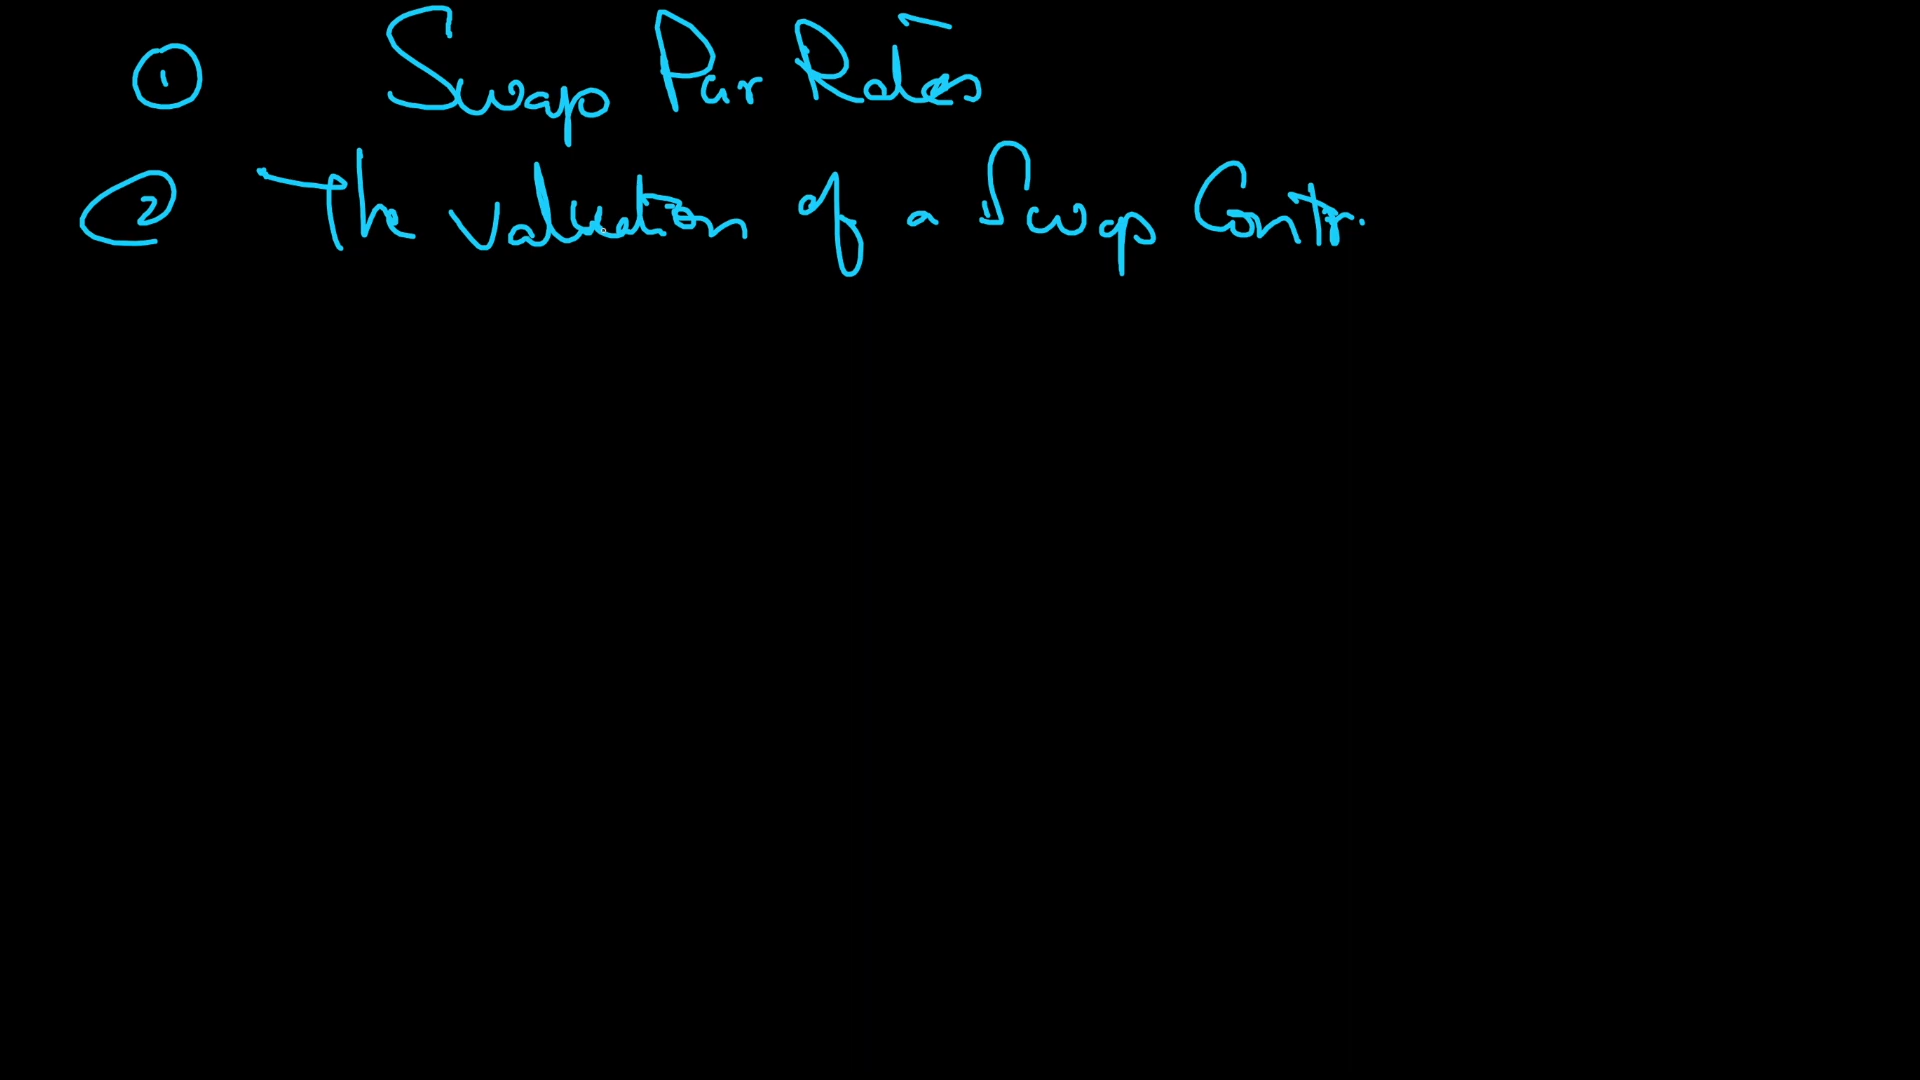 ① Swap Par Rates
② The valuation of a Swap Contr.